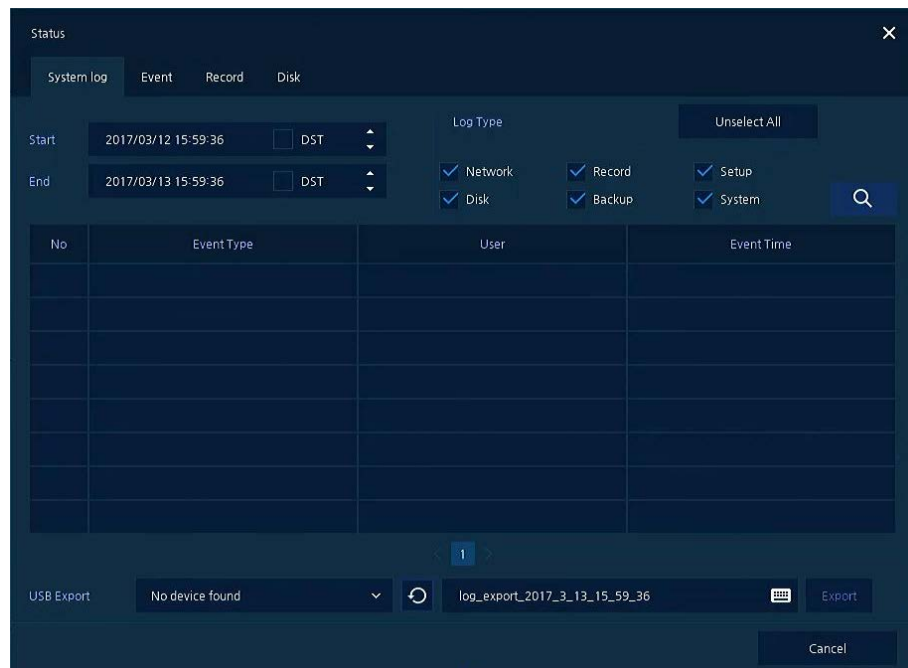 Status
System log Event Record Disk
Log Type Unselect All
Start 2017/03/12 15:59:36 DST
Network Record Setup
End 2017/03/13 15:59:36 DST
Disk Backup System
No Event Type User Event Time
1
USB Export No device found log_export_2017_3_13_15_59_36 Export
Cancel